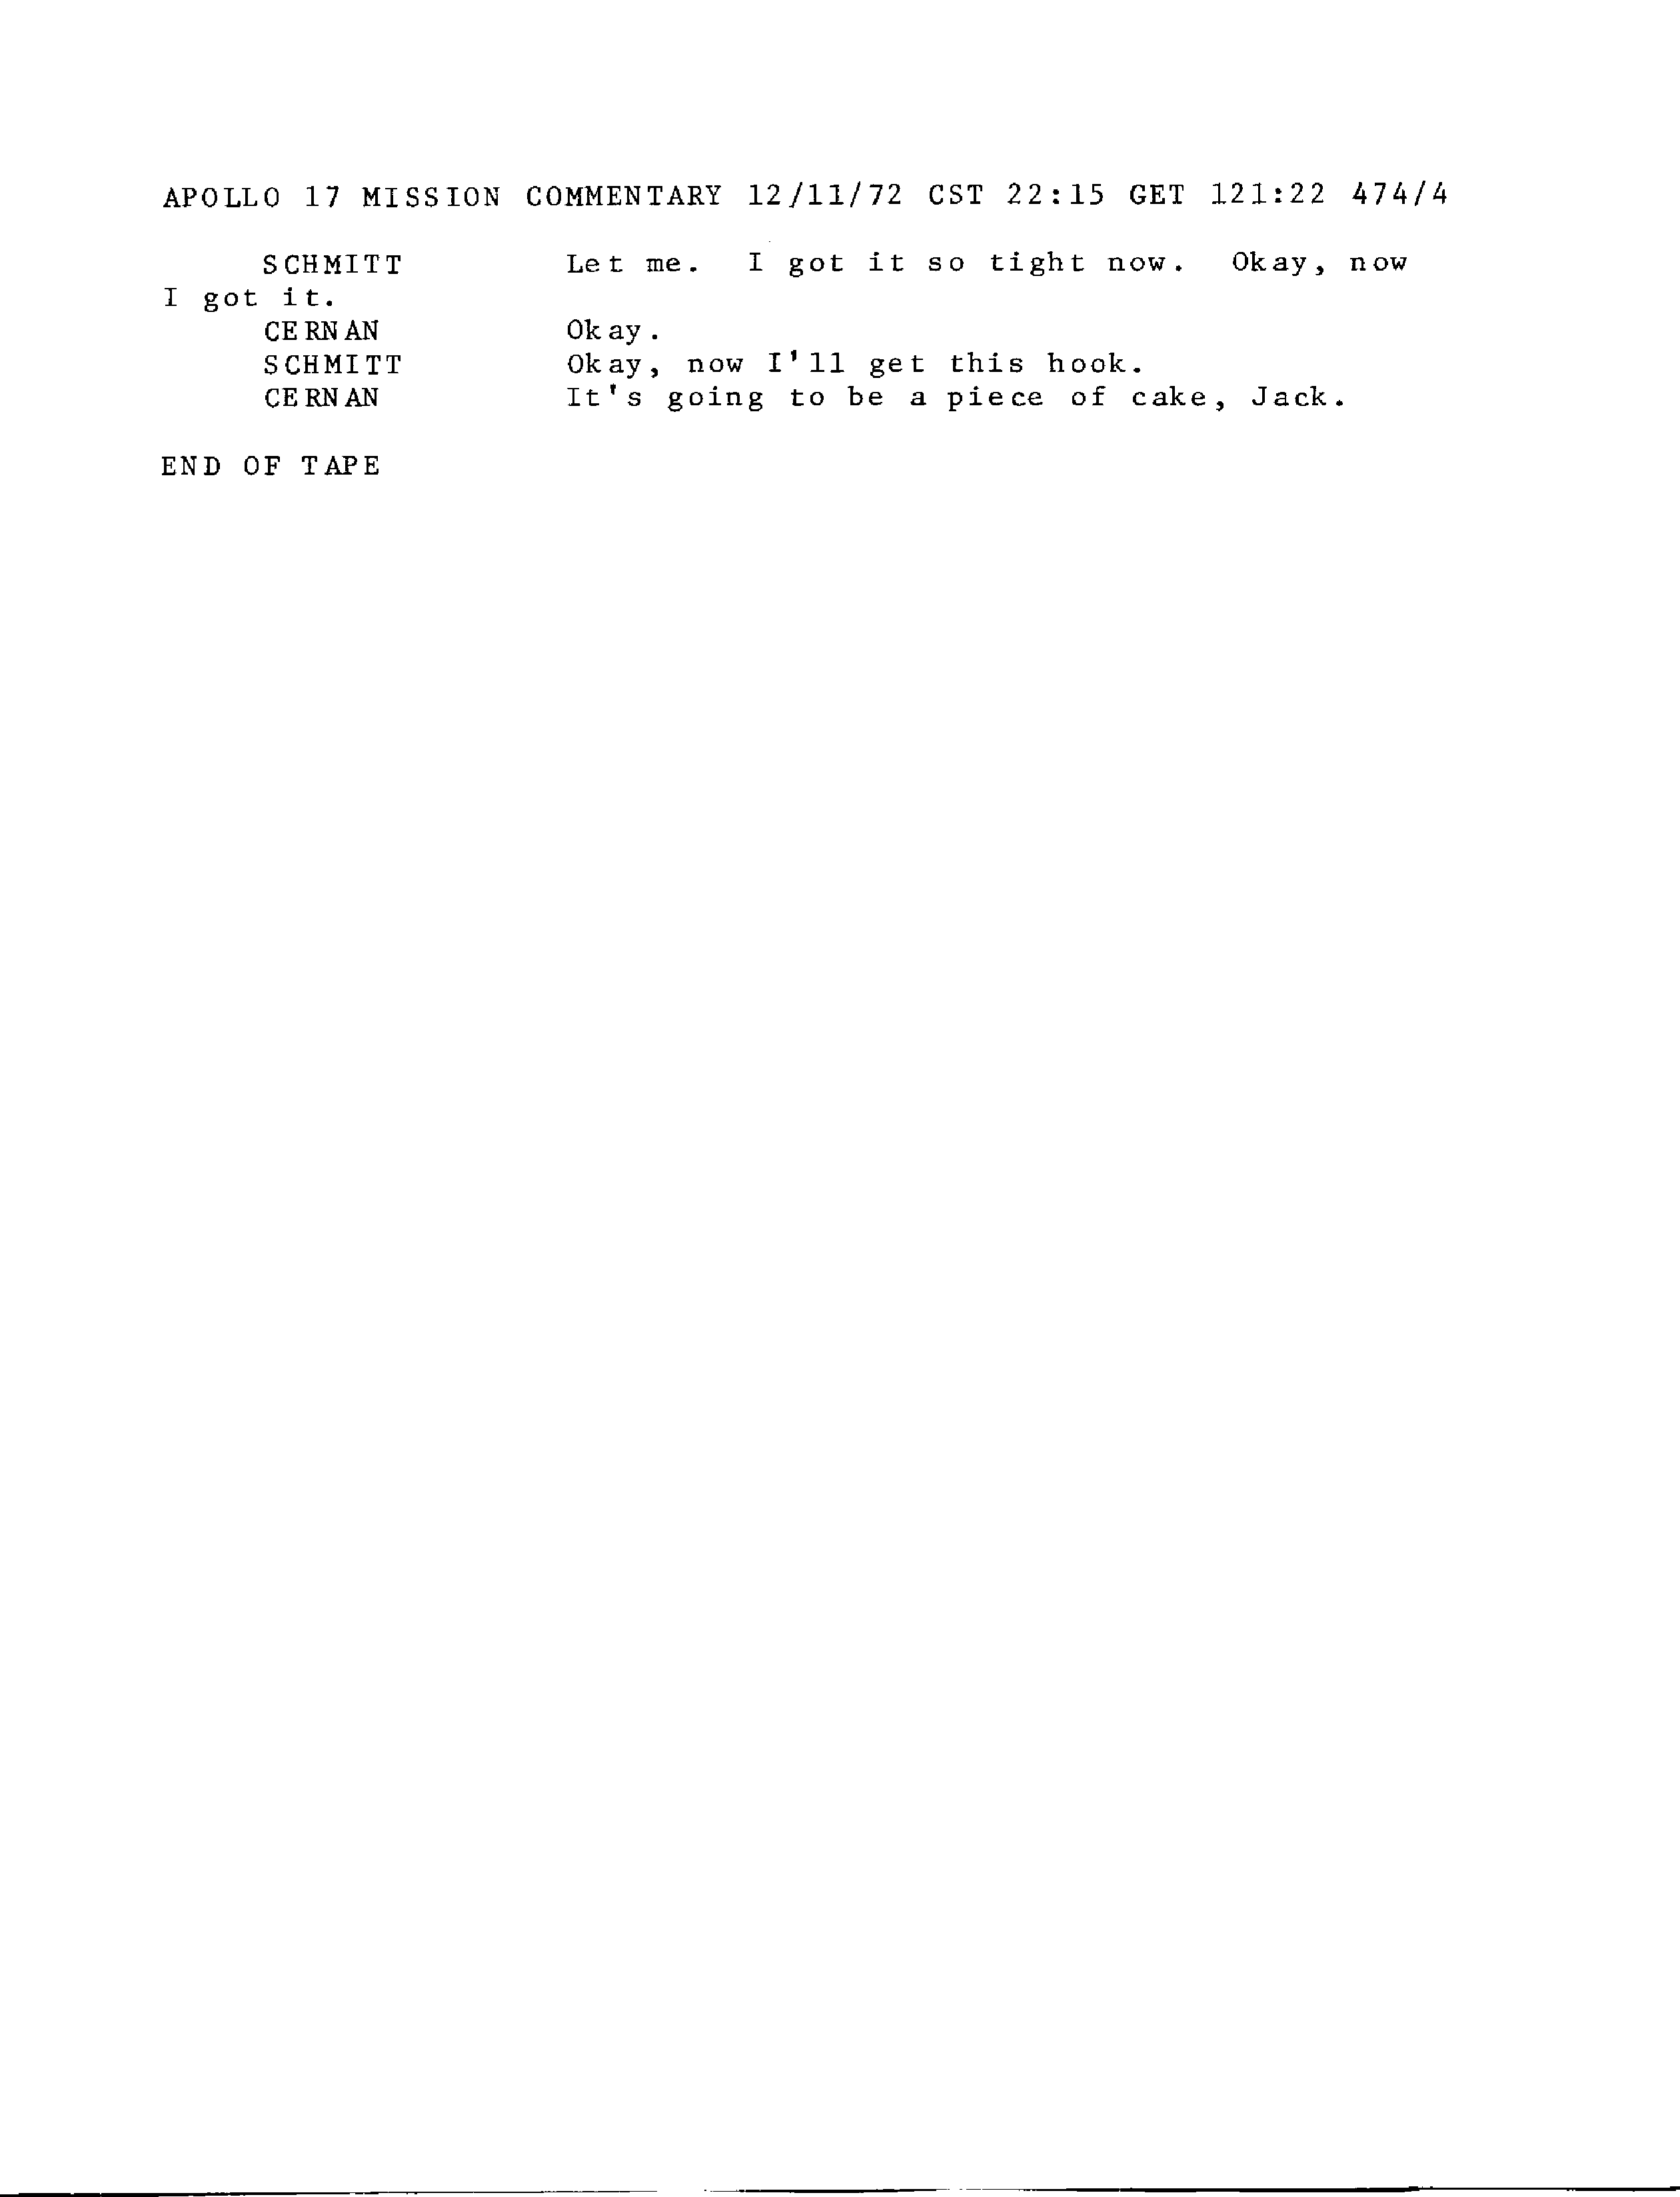 APOLLO 17 MISSION COMMENTARY 12/11/72 CST 22:15 GET 121:22 474/4
SCHMITT Let me. I got it so tight now. Okay, now
I got it.
CERNAN Okay.
SCHMITT Okay, now I'll get this hook.
CERNAN It's going to be a piece of cake, Jack.
END OF TAPE